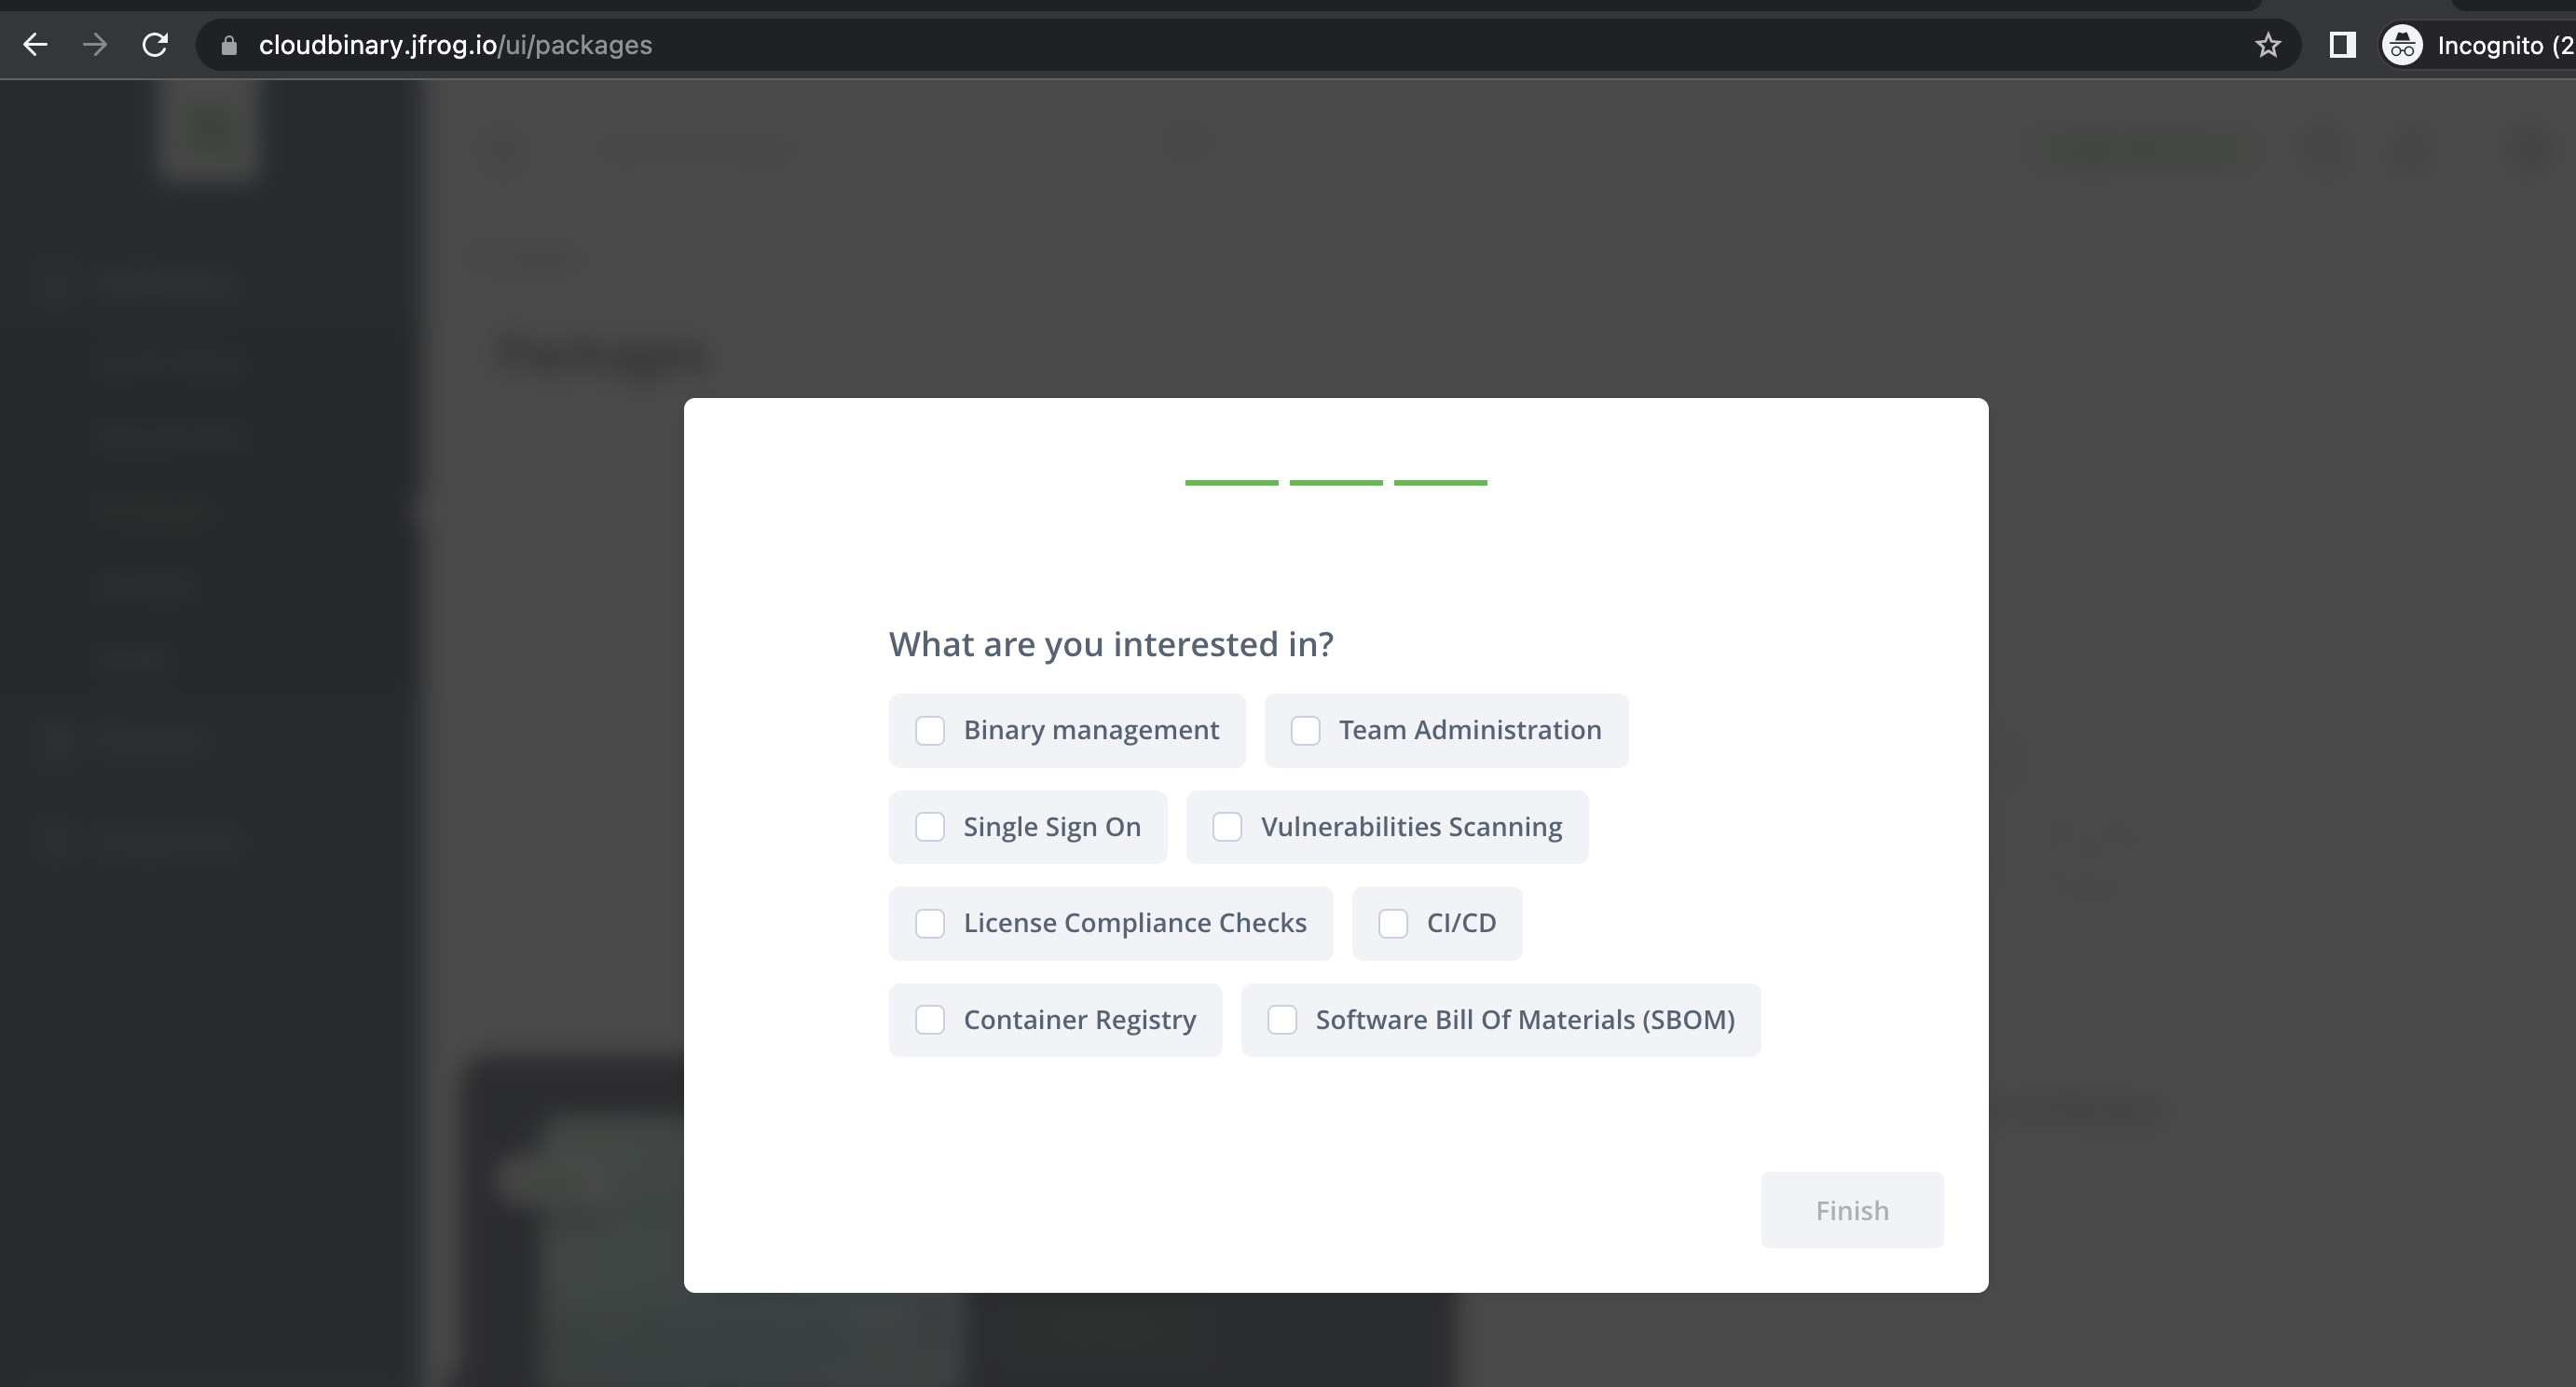 cloudbinary.jfrog.io/ui/packages
Incognito (2
Packages
What are you interested in?
Binary management
Team Administration
Single Sign On
Vulnerabilities Scanning
License Compliance Checks
CI/CD
Container Registry
Software Bill Of Materials (SBOM)
Finish